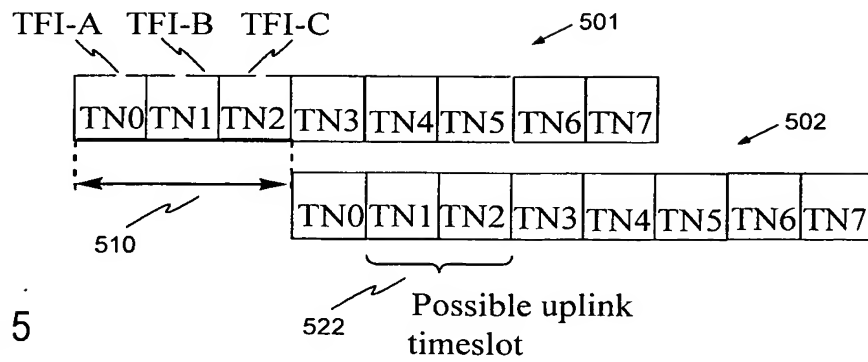 TFI-A TFI-B TFI-C 501
TN0 TN1 TN2 TN3 TN4 TN5 TN6 TN7
502
TN0 TN1 TN2 TN3 TN4 TN5 TN6 TN7
510
522 Possible uplink
timeslot
5